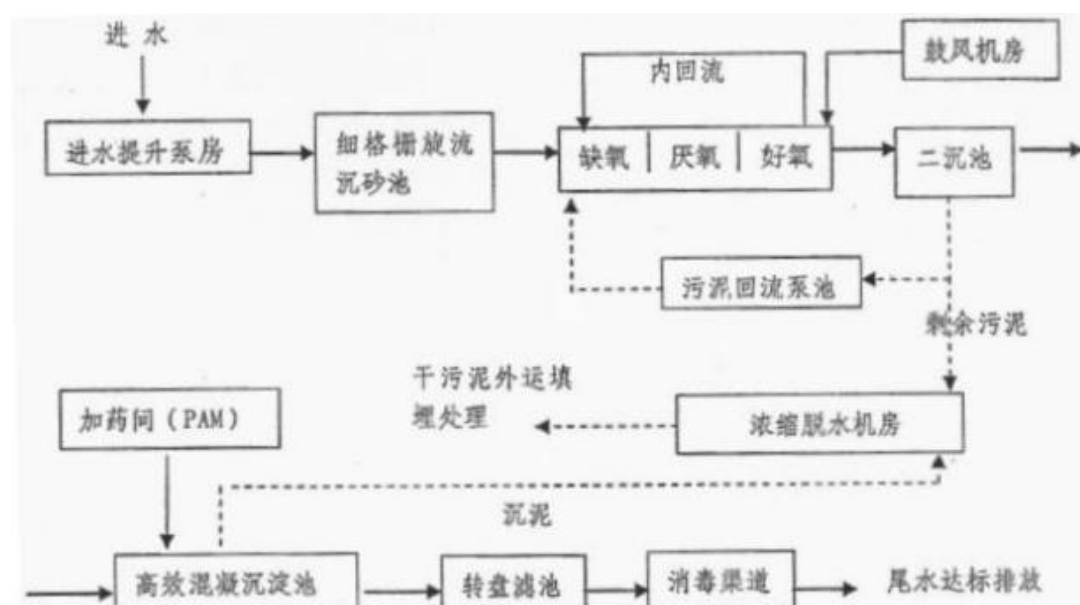 进水
鼓风机房
内回流
进水提升泵房
细格栅旋流
沉砂池
缺氧
厌氧
好氧
二沉池
污泥回流泵池
剩余污泥
干污泥外运填
埋处理
加药间（PAM）
浓缩脱水机房
沉泥
高效混凝沉淀池
转盘滤池
消毒渠道
尾水达标排放